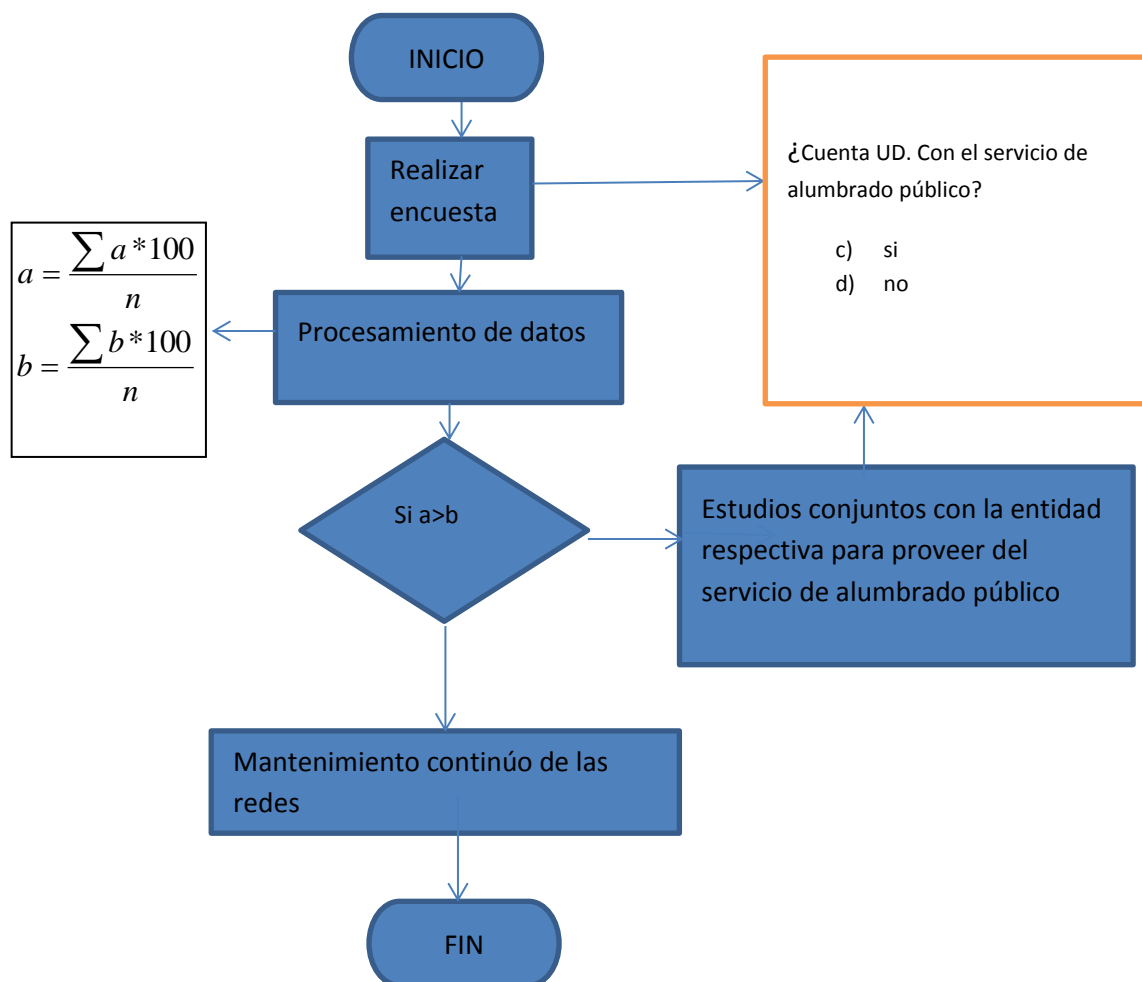 INICIO
Realizar
encuesta
¿Cuenta UD. Con el servicio de
alumbrado público?
c) si
d) no
a = ∑ a * 100 / n
b = ∑ b * 100 / n
Procesamiento de datos
Si a>b
Estudios conjuntos con la entidad
respectiva para proveer del
servicio de alumbrado público
Mantenimiento continúo de las
redes
FIN